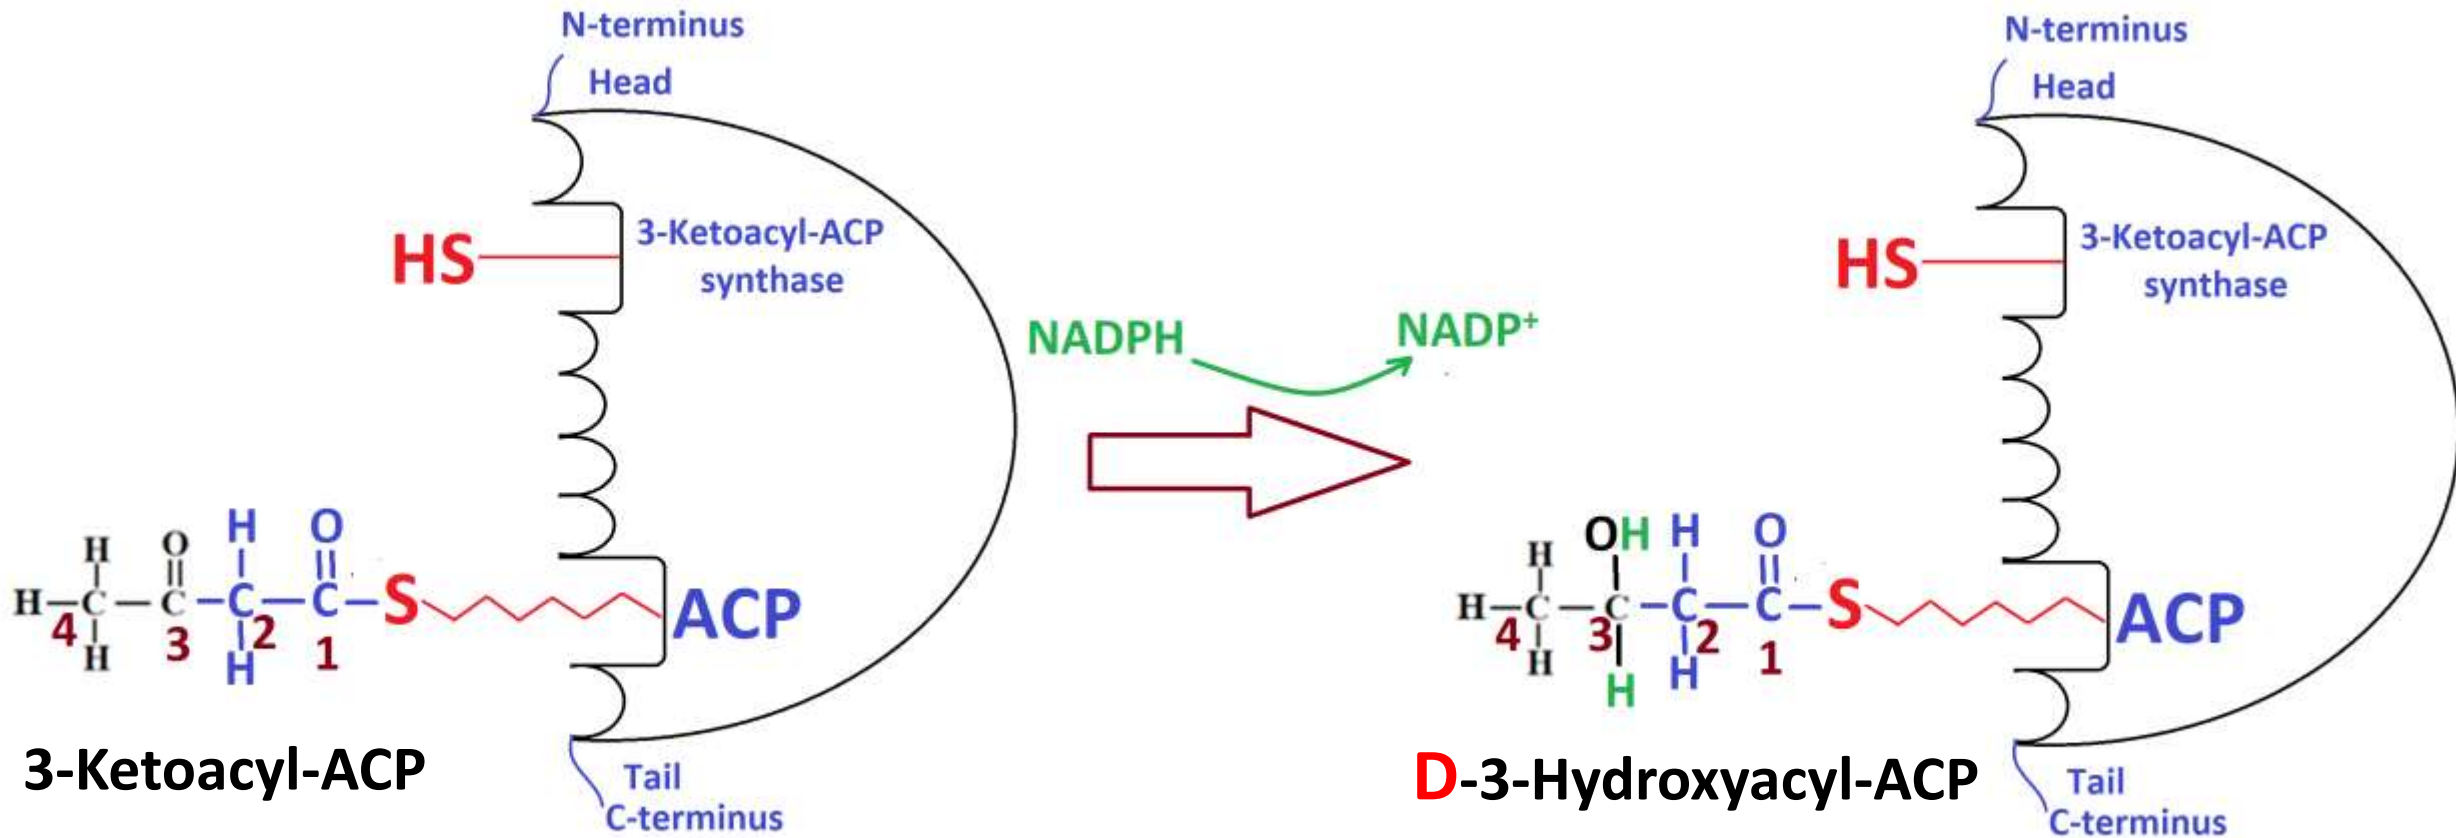 N-terminus
Head
HS
3-Ketoacyl-ACP
synthase
H O
H O
H C C C C S ACP
4 3 2 1
H H
3-Ketoacyl-ACP
Tail
C-terminus
NADPH NADP⁺
N-terminus
Head
HS
3-Ketoacyl-ACP
synthase
OH H O
H
H C C C C S ACP
4 3 2 1
H H
H
D-3-Hydroxyacyl-ACP
Tail
C-terminus